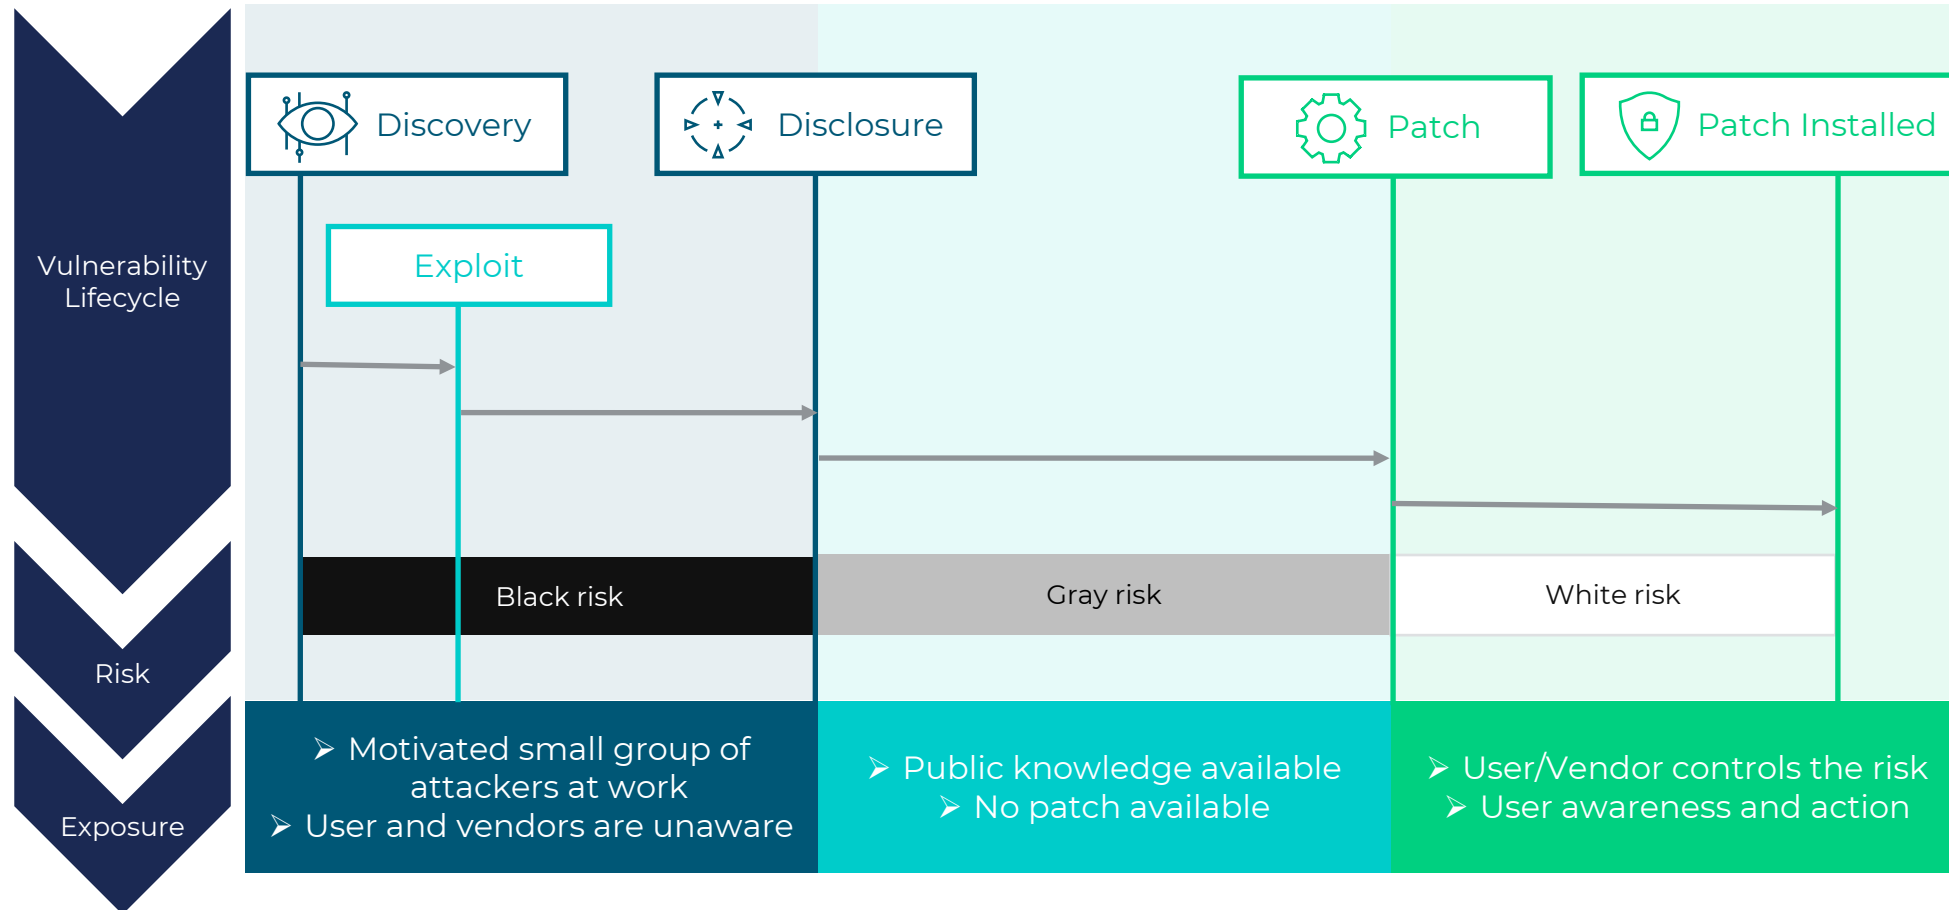 Discovery
Disclosure
Patch
Patch Installed
Exploit
Vulnerability
Lifecycle
Black risk
Gray risk
White risk
Risk
➢ Motivated small group of
attackers at work
➢ User and vendors are unaware
➢ Public knowledge available
➢ No patch available
➢ User/Vendor controls the risk
➢ User awareness and action
Exposure